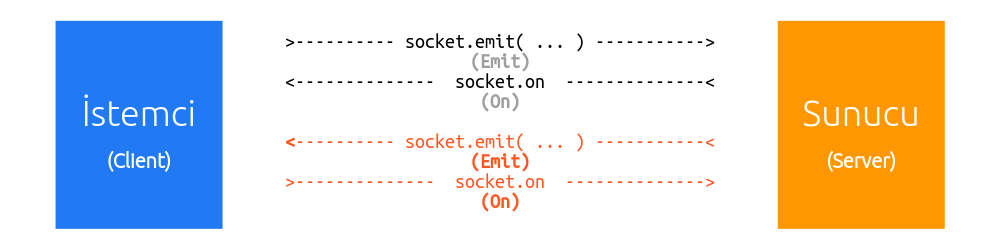 İstemci
(Client)
>---------- socket.emit( ... ) ----------->
(Emit)
<-------------- socket.on --------------<
(On)
<---------- socket.emit( ... ) -----------<
(Emit)
>-------------- socket.on -------------->
(On)
Sunucu
(Server)